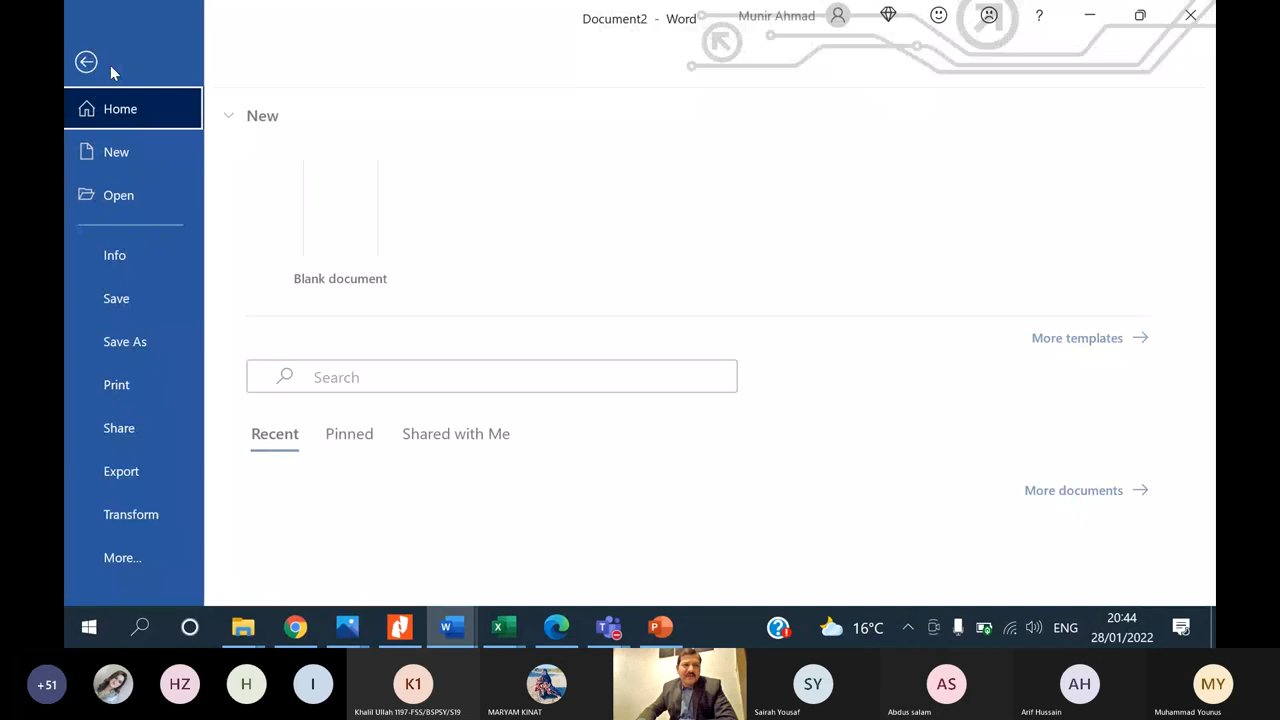 Document2 - Word
Munir Ahmad
?
Home
New
Open
Info
Save
Save As
Print
Share
Export
Transform
More...
New
Blank document
More templates
Search
Recent Pinned Shared with Me
More documents
16°C
ENG
20:44
28/01/2022
+51
HZ
H
I
K1
Khalil Ullah 1197-FSS/BSPSY/S19
MARYAM KINAT
SY
Sairah Yousaf
AS
Abdus salam
AH
Arif Hussain
MY
Muhammad Younus